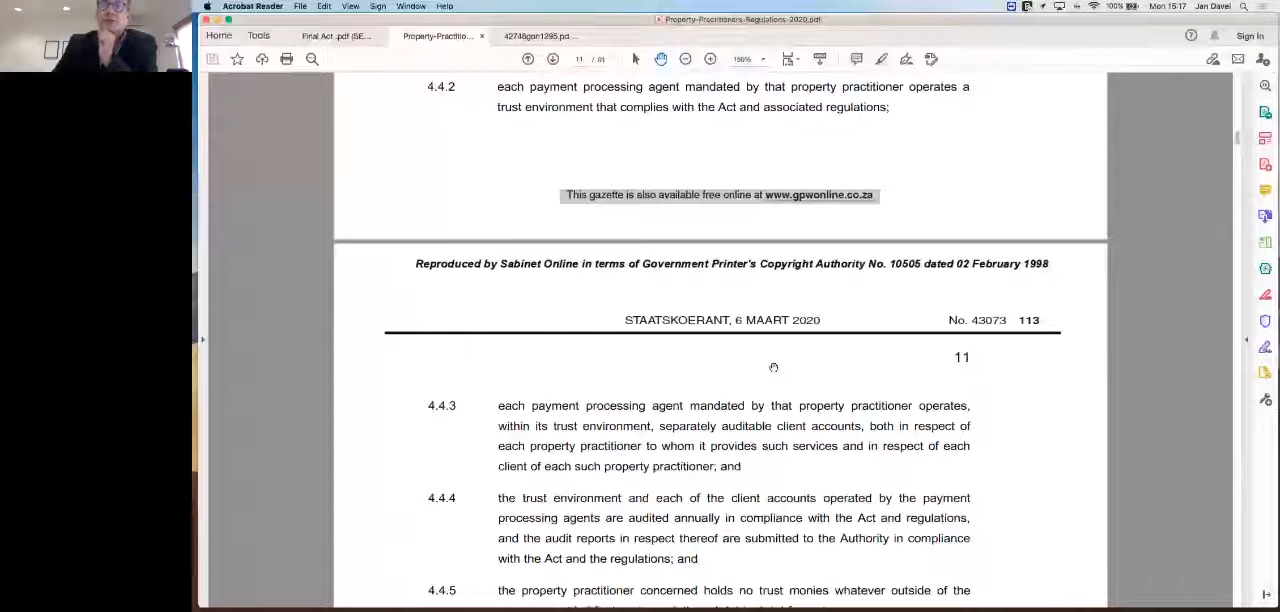 Acrobat Reader File Edit View Sign Window Help 100% Mon 15:17 Jan Davel
Property-Practitioners-Regulations-2020.pdf
Home Tools Final Act .pdf (SE... Property-Practitio... × 42746gon1295.pd... Sign In
11 / 91
4.4.2 each payment processing agent mandated by that property practitioner operates a
trust environment that complies with the Act and associated regulations;
This gazette is also available free online at www.gpwonline.co.za
Reproduced by Sabinet Online in terms of Government Printer's Copyright Authority No. 10505 dated 02 February 1998
STAATSKOERANT, 6 MAART 2020 No. 43073 113
11
4.4.3 each payment processing agent mandated by that property practitioner operates,
within its trust environment, separately auditable client accounts, both in respect of
each property practitioner to whom it provides such services and in respect of each
client of each such property practitioner; and
4.4.4 the trust environment and each of the client accounts operated by the payment
processing agents are audited annually in compliance with the Act and regulations,
and the audit reports in respect thereof are submitted to the Authority in compliance
with the Act and the regulations; and
4.4.5 the property practitioner concerned holds no trust monies whatever outside of the